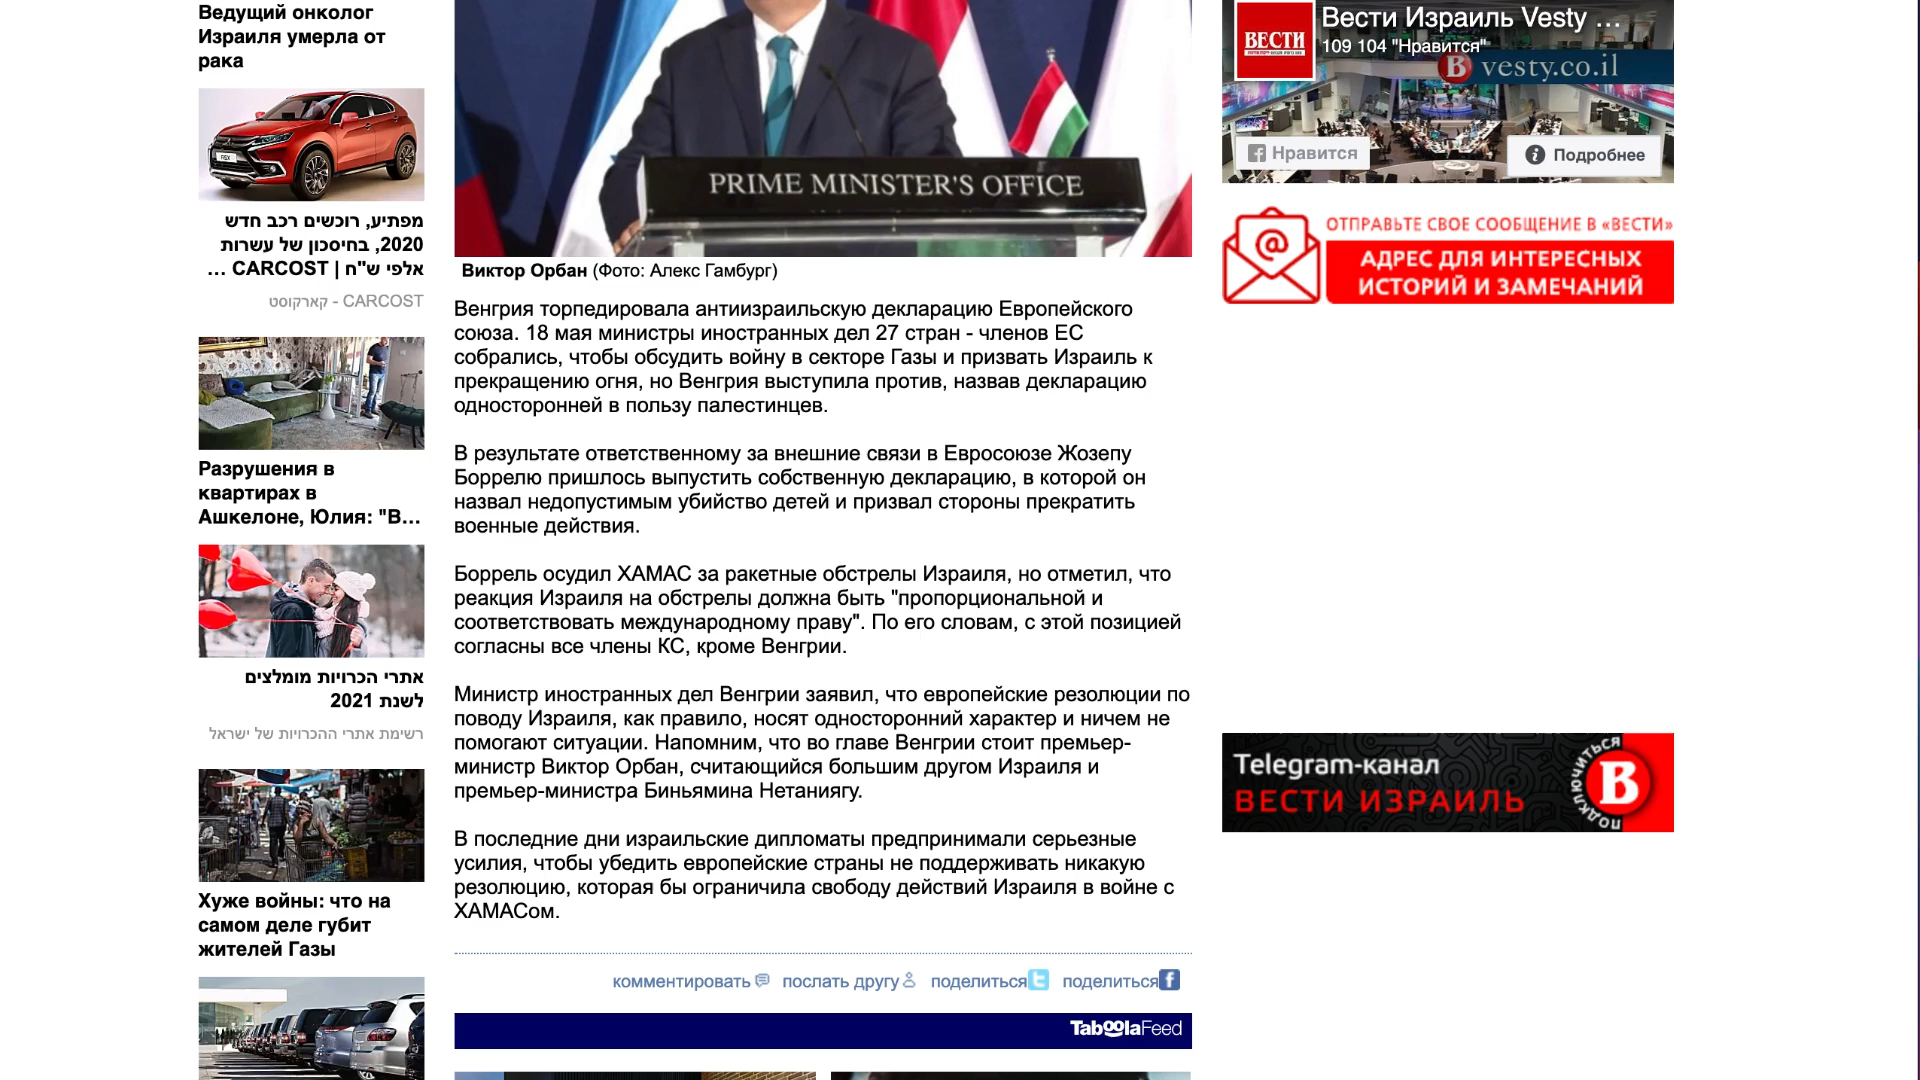 Ведущий онколог
Израиля умерла от
рака
מפתיע, רוכשים רכב חדש
2020, בחיסכון של עשרות
אלפי ש"ח | CARCOST ...
CARCOST - קארקוסט
Разрушения в
квартирах в
Ашкелоне, Юлия: "В...
אתרי הכרויות מומלצים
לשנת 2021
רשימת אתרי ההכרויות של ישראל
Хуже войны: что на
самом деле губит
жителей Газы
PRIME MINISTER'S OFFICE
Виктор Орбан (Фото: Алекс Гамбург)
Венгрия торпедировала антиизраильскую декларацию Европейского
союза. 18 мая министры иностранных дел 27 стран - членов ЕС
собрались, чтобы обсудить войну в секторе Газы и призвать Израиль к
прекращению огня, но Венгрия выступила против, назвав декларацию
односторонней в пользу палестинцев.
В результате ответственному за внешние связи в Евросоюзе Жозепу
Боррелю пришлось выпустить собственную декларацию, в которой он
назвал недопустимым убийство детей и призвал стороны прекратить
военные действия.
Боррель осудил ХАМАС за ракетные обстрелы Израиля, но отметил, что
реакция Израиля на обстрелы должна быть "пропорциональной и
соответствовать международному праву". По его словам, с этой позицией
согласны все члены КС, кроме Венгрии.
Министр иностранных дел Венгрии заявил, что европейские резолюции по
поводу Израиля, как правило, носят односторонний характер и ничем не
помогают ситуации. Напомним, что во главе Венгрии стоит премьер-
министр Виктор Орбан, считающийся большим другом Израиля и
премьер-министра Биньямина Нетаниягу.
В последние дни израильские дипломаты предпринимали серьезные
усилия, чтобы убедить европейские страны не поддерживать никакую
резолюцию, которая бы ограничила свободу действий Израиля в войне с
ХАМАСом.
комментировать послать другу поделиться поделиться
Taboola Feed
ВЕСТИ
Вести Израиль Vesty ...
109 104 "Нравится"
B vesty.co.il
Нравится
Подробнее
ОТПРАВЬТЕ СВОЕ СООБЩЕНИЕ В «ВЕСТИ»
АДРЕС ДЛЯ ИНТЕРЕСНЫХ
ИСТОРИЙ И ЗАМЕЧАНИЙ
Telegram-канал
ВЕСТИ ИЗРАИЛЬ
ПОДКЛЮЧИТЬСЯ
В